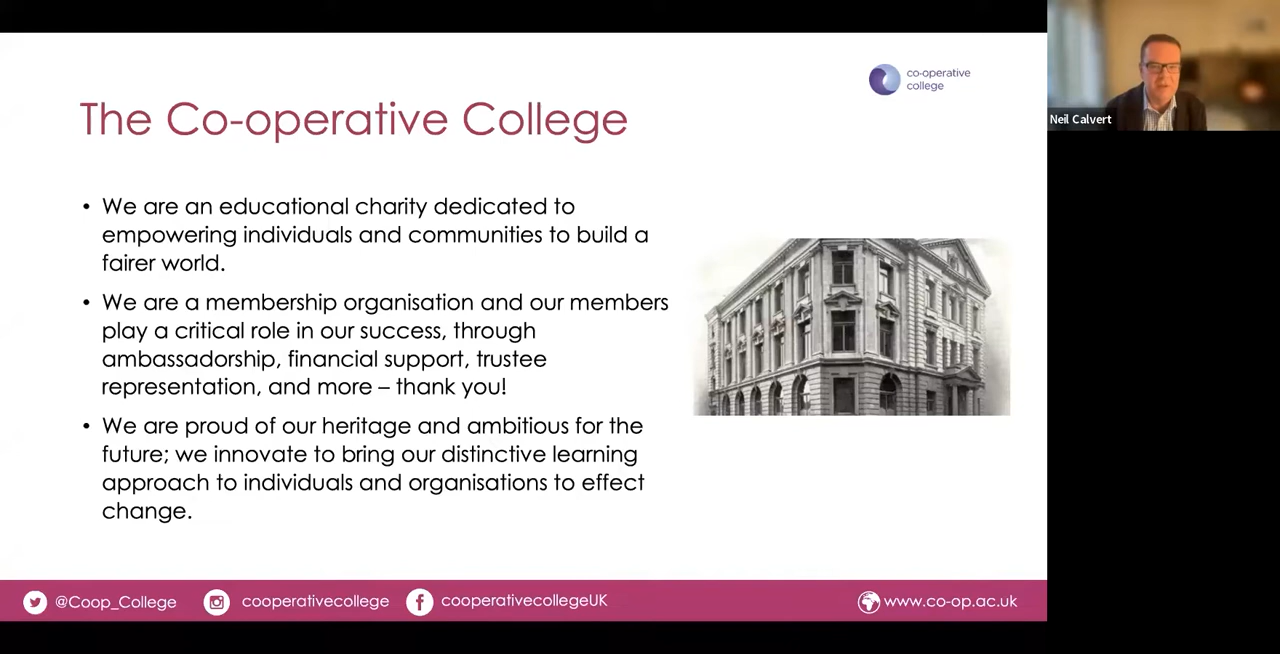 co-operative
college
The Co-operative College
Neil Calvert
• We are an educational charity dedicated to
empowering individuals and communities to build a
fairer world.
• We are a membership organisation and our members
play a critical role in our success, through
ambassadorship, financial support, trustee
representation, and more – thank you!
• We are proud of our heritage and ambitious for the
future; we innovate to bring our distinctive learning
approach to individuals and organisations to effect
change.
@Coop_College cooperativecollege cooperativecollegeUK www.co-op.ac.uk